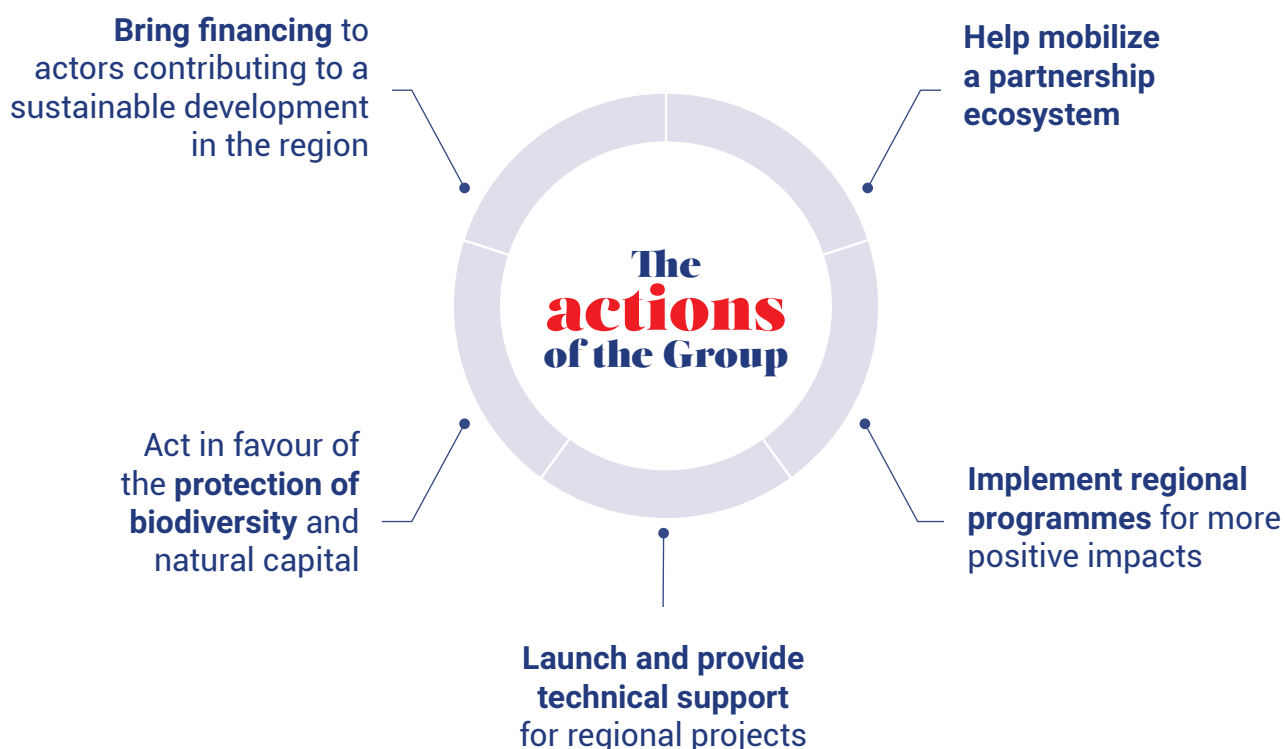 Bring financing to
actors contributing to a
sustainable development
in the region
Help mobilize
a partnership
ecosystem
The
actions
of the Group
Act in favour of
the protection of
biodiversity and
natural capital
Implement regional
programmes for more
positive impacts
Launch and provide
technical support
for regional projects